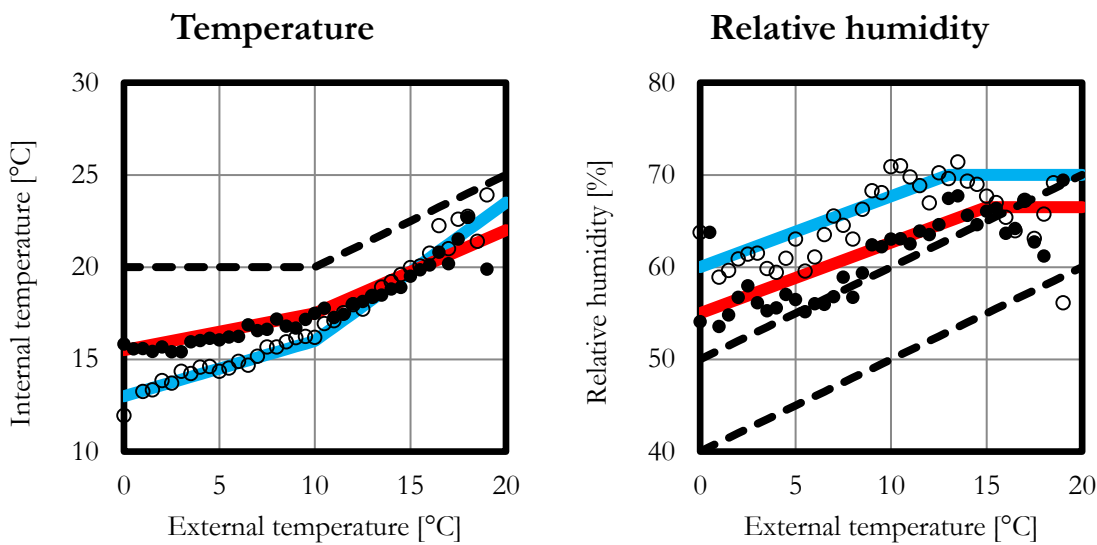 Temperature
Internal temperature [°C]
30
25
20
15
10
0 5 10 15 20
External temperature [°C]
Relative humidity
Relative humidity [%]
80
70
60
50
40
0 5 10 15 20
External temperature [°C]